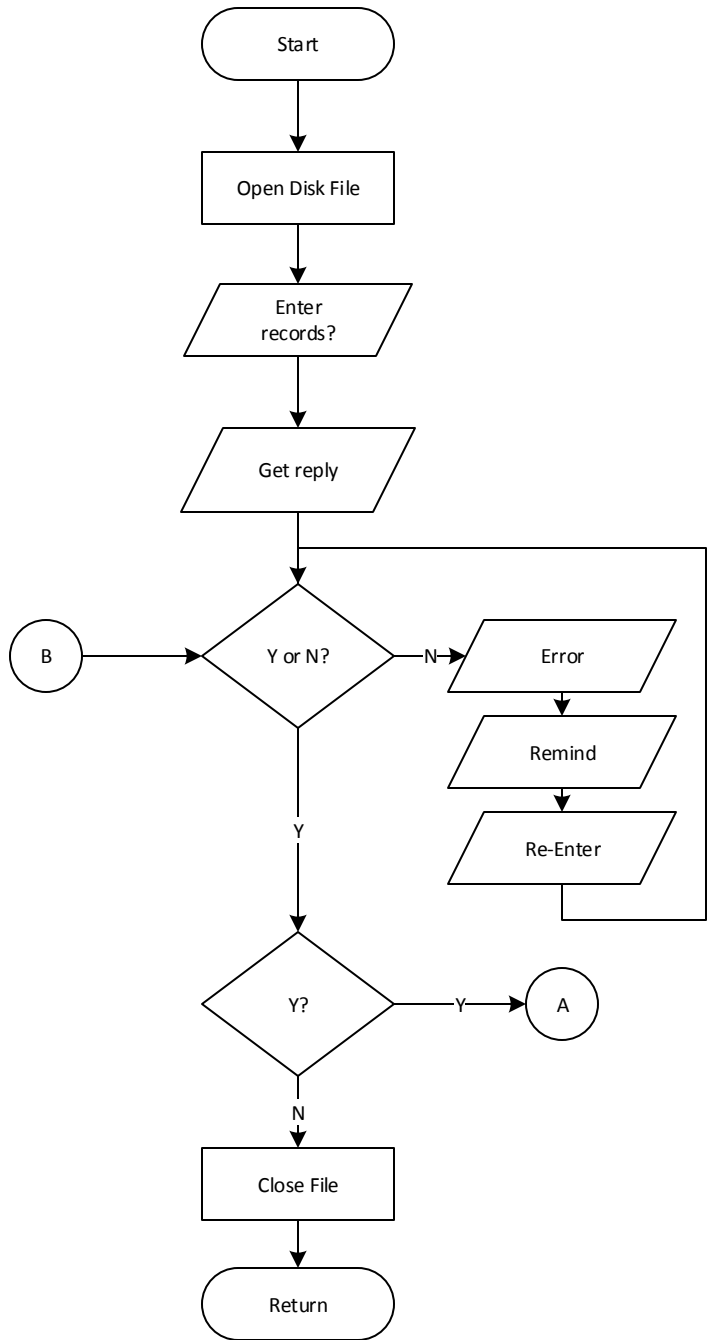 Start
Open Disk File
Enter
records?
Get reply
B
Y or N?
N
Error
Remind
Re-Enter
Y
Y?
Y
A
N
Close File
Return